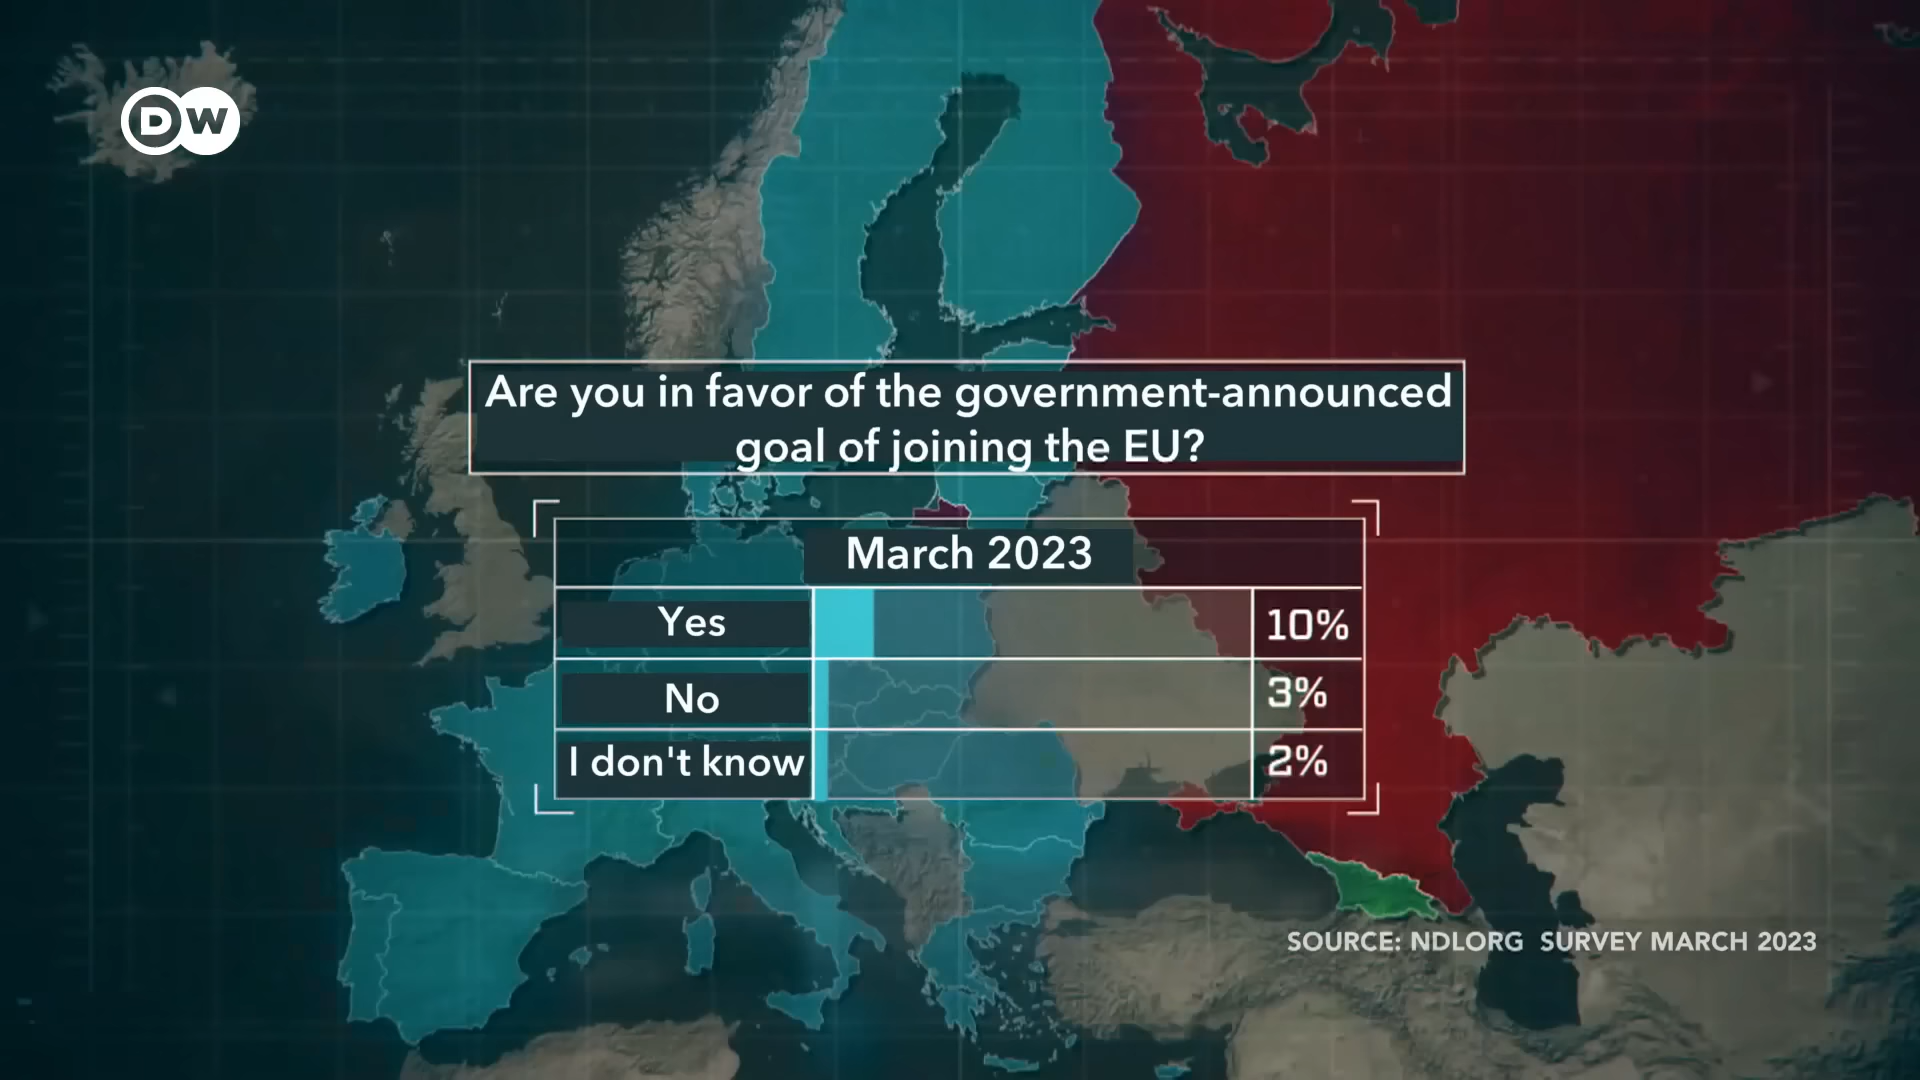 DW
Are you in favor of the government-announced
goal of joining the EU?
March 2023
Yes 10%
No 3%
I don't know 2%
SOURCE: NDLORG SURVEY MARCH 2023